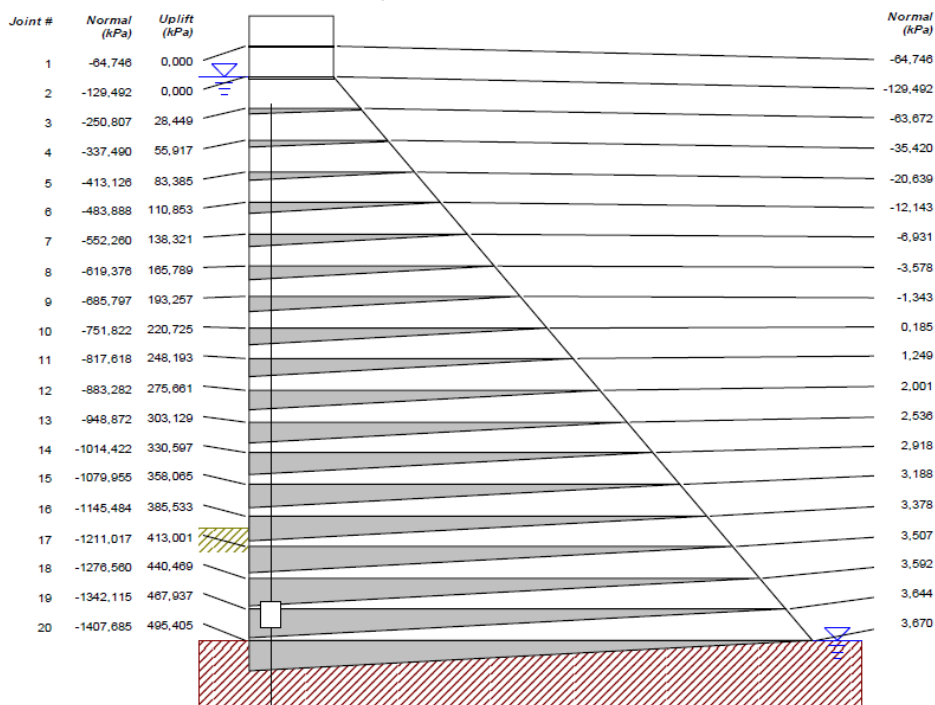 Joint # Normal (kPa) Uplift (kPa) Normal (kPa)
1 -64,746 0,000 -64,746
2 -129,492 0,000 -129,492
3 -250,807 28,449 -63,672
4 -337,490 55,917 -35,420
5 -413,126 83,385 -20,639
6 -483,888 110,853 -12,143
7 -552,260 138,321 -6,931
8 -619,376 165,789 -3,578
9 -685,797 193,257 -1,343
10 -751,822 220,725 0,185
11 -817,618 248,193 1,249
12 -883,282 275,661 2,001
13 -948,872 303,129 2,536
14 -1014,422 330,597 2,918
15 -1079,955 358,065 3,188
16 -1145,484 385,533 3,378
17 -1211,017 413,001 3,507
18 -1276,560 440,469 3,592
19 -1342,115 467,937 3,644
20 -1407,685 495,405 3,670